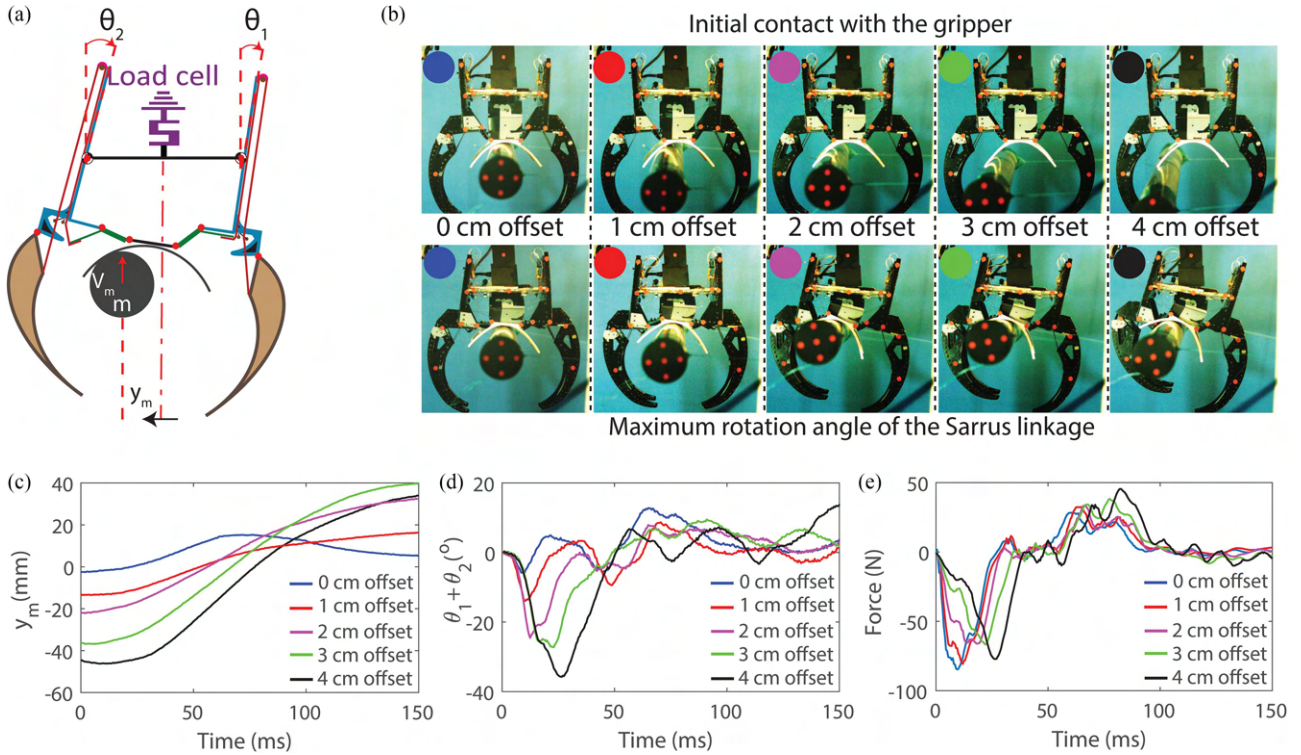 (a)
θ2
θ1
Load cell
Vm
m
ym
(b)
Initial contact with the gripper
0 cm offset
1 cm offset
2 cm offset
3 cm offset
4 cm offset
Maximum rotation angle of the Sarrus linkage
(c)
40
20
0
-20
-40
-60
ym (mm)
0 cm offset
1 cm offset
2 cm offset
3 cm offset
4 cm offset
0
50
100
150
Time (ms)
(d)
20
0
-20
-40
θ1 + θ2 (°)
0 cm offset
1 cm offset
2 cm offset
3 cm offset
4 cm offset
0
50
100
150
Time (ms)
(e)
50
0
-50
-100
Force (N)
0 cm offset
1 cm offset
2 cm offset
3 cm offset
4 cm offset
0
50
100
150
Time (ms)